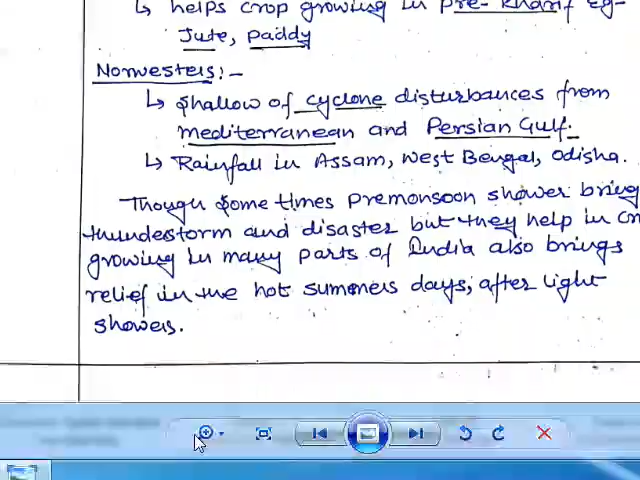 ↳ helps crop growing in pre-kharif eg-
Jute, paddy
Norwesters:-
↳ Shallow of cyclone disturbances from
mediterranean and Persian Gulf.
↳ Rainfall in Assam, West Bengal, Odisha.
Though some times premonsoon shower bring
thunderstorm and disaster but they help in
growing in many parts of India also brings
relief in the hot summers days, after light
showers.